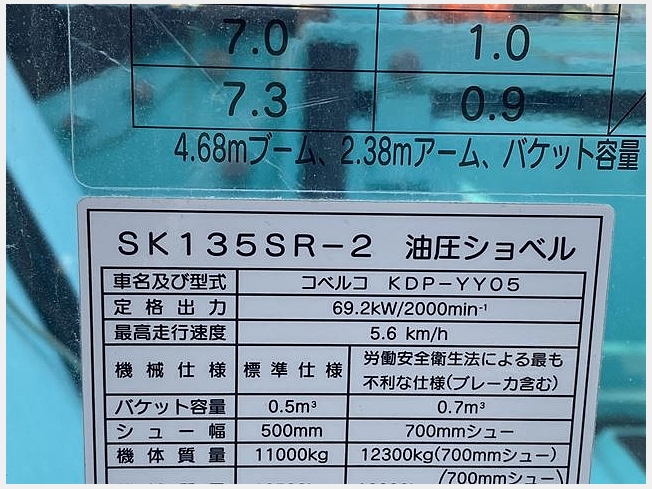 7.0 1.0
7.3 0.9
4.68mブーム、2.38mアーム、バケット容量
SK135SR-2 油圧ショベル
車名及び型式 コベルコ KDP-YY05
定格出力 69.2kW/2000min⁻¹
最高走行速度 5.6 km/h
機械仕様 標準仕様 労働安全衛生法による最も
不利な仕様(ブレーカ含む)
バケット容量 0.5m³ 0.7m³
シュー幅 500mm 700mmシュー
機体質量 11000kg 12300kg(700mmシュー)
(700mmシュー)